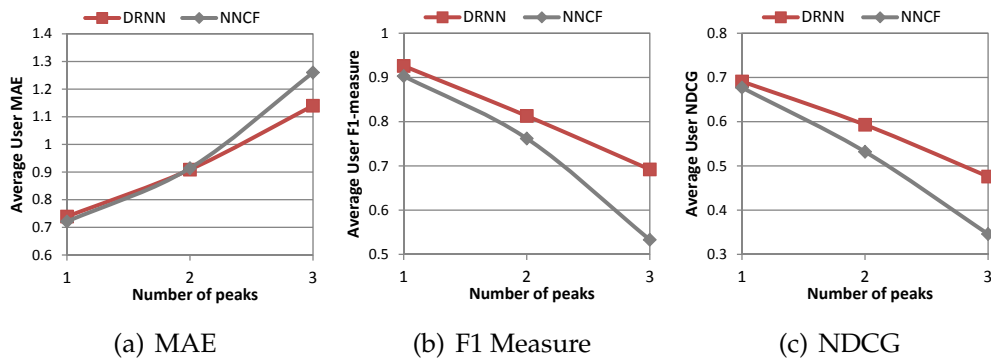 DRNN NNCF
1.4
1.3
1.2
1.1
1
0.9
0.8
0.7
0.6
Average User MAE
1 2 3
Number of peaks
(a) MAE
DRNN NNCF
1
0.9
0.8
0.7
0.6
0.5
Average User F1-measure
1 2 3
Number of peaks
(b) F1 Measure
DRNN NNCF
0.8
0.7
0.6
0.5
0.4
0.3
Average User NDCG
1 2 3
Number of peaks
(c) NDCG